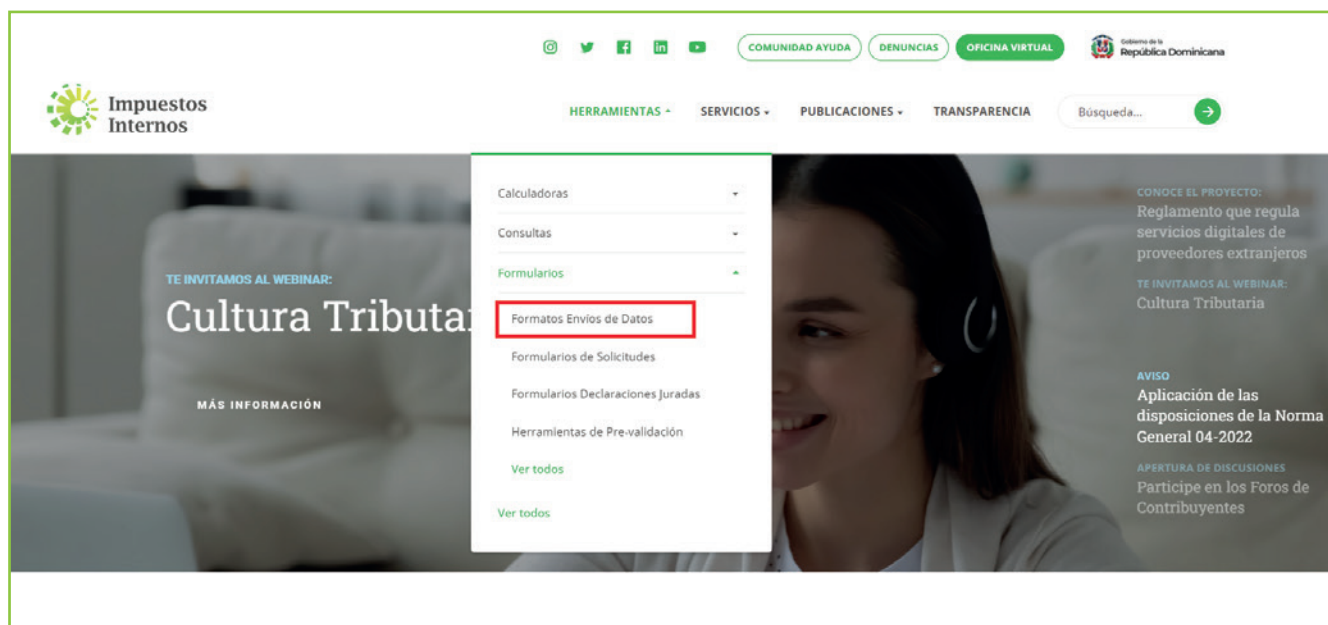 COMUNIDAD AYUDA
DENUNCIAS
OFICINA VIRTUAL
Gobierno de la
República Dominicana
Impuestos
Internos
HERRAMIENTAS
SERVICIOS
PUBLICACIONES
TRANSPARENCIA
Búsqueda...
Calculadoras
Consultas
Formularios
Formatos Envíos de Datos
Formularios de Solicitudes
Formularios Declaraciones Juradas
Herramientas de Pre-validación
Ver todos
Ver todos
TE INVITAMOS AL WEBINAR:
Cultura Tributa
MÁS INFORMACIÓN
CONOCE EL PROYECTO:
Reglamento que regula
servicios digitales de
proveedores extranjeros
TE INVITAMOS AL WEBINAR:
Cultura Tributaria
AVISO
Aplicación de las
disposiciones de la Norma
General 04-2022
APERTURA DE DISCUSIONES
Participe en los Foros de
Contribuyentes